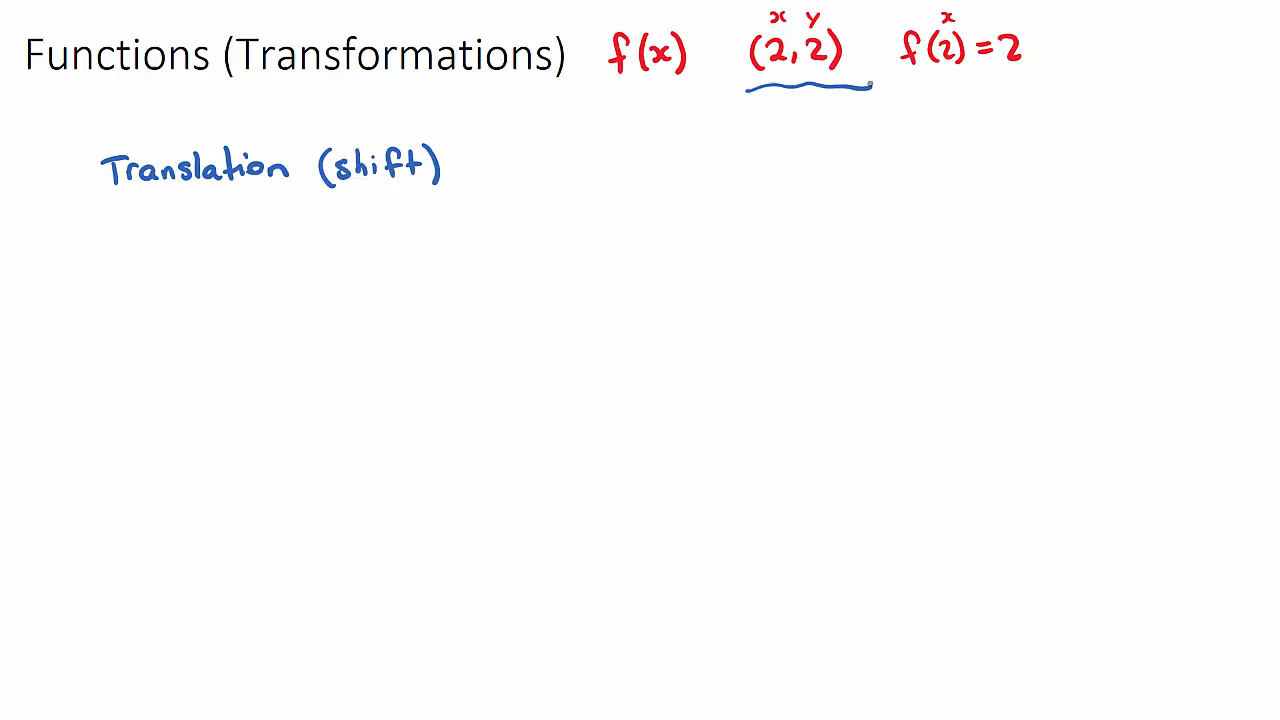 x y x
Functions (Transformations) f(x) (2,2) f(2)=2
Translation (shift)